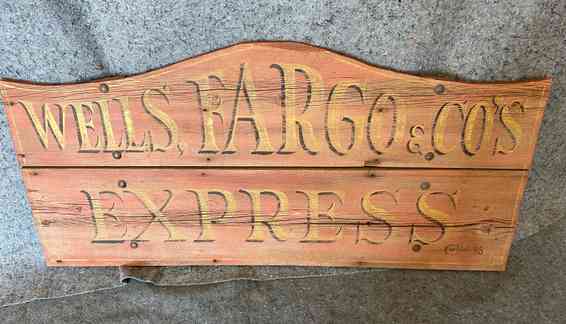 WELLS, FARGO & CO'S
EXPRESS